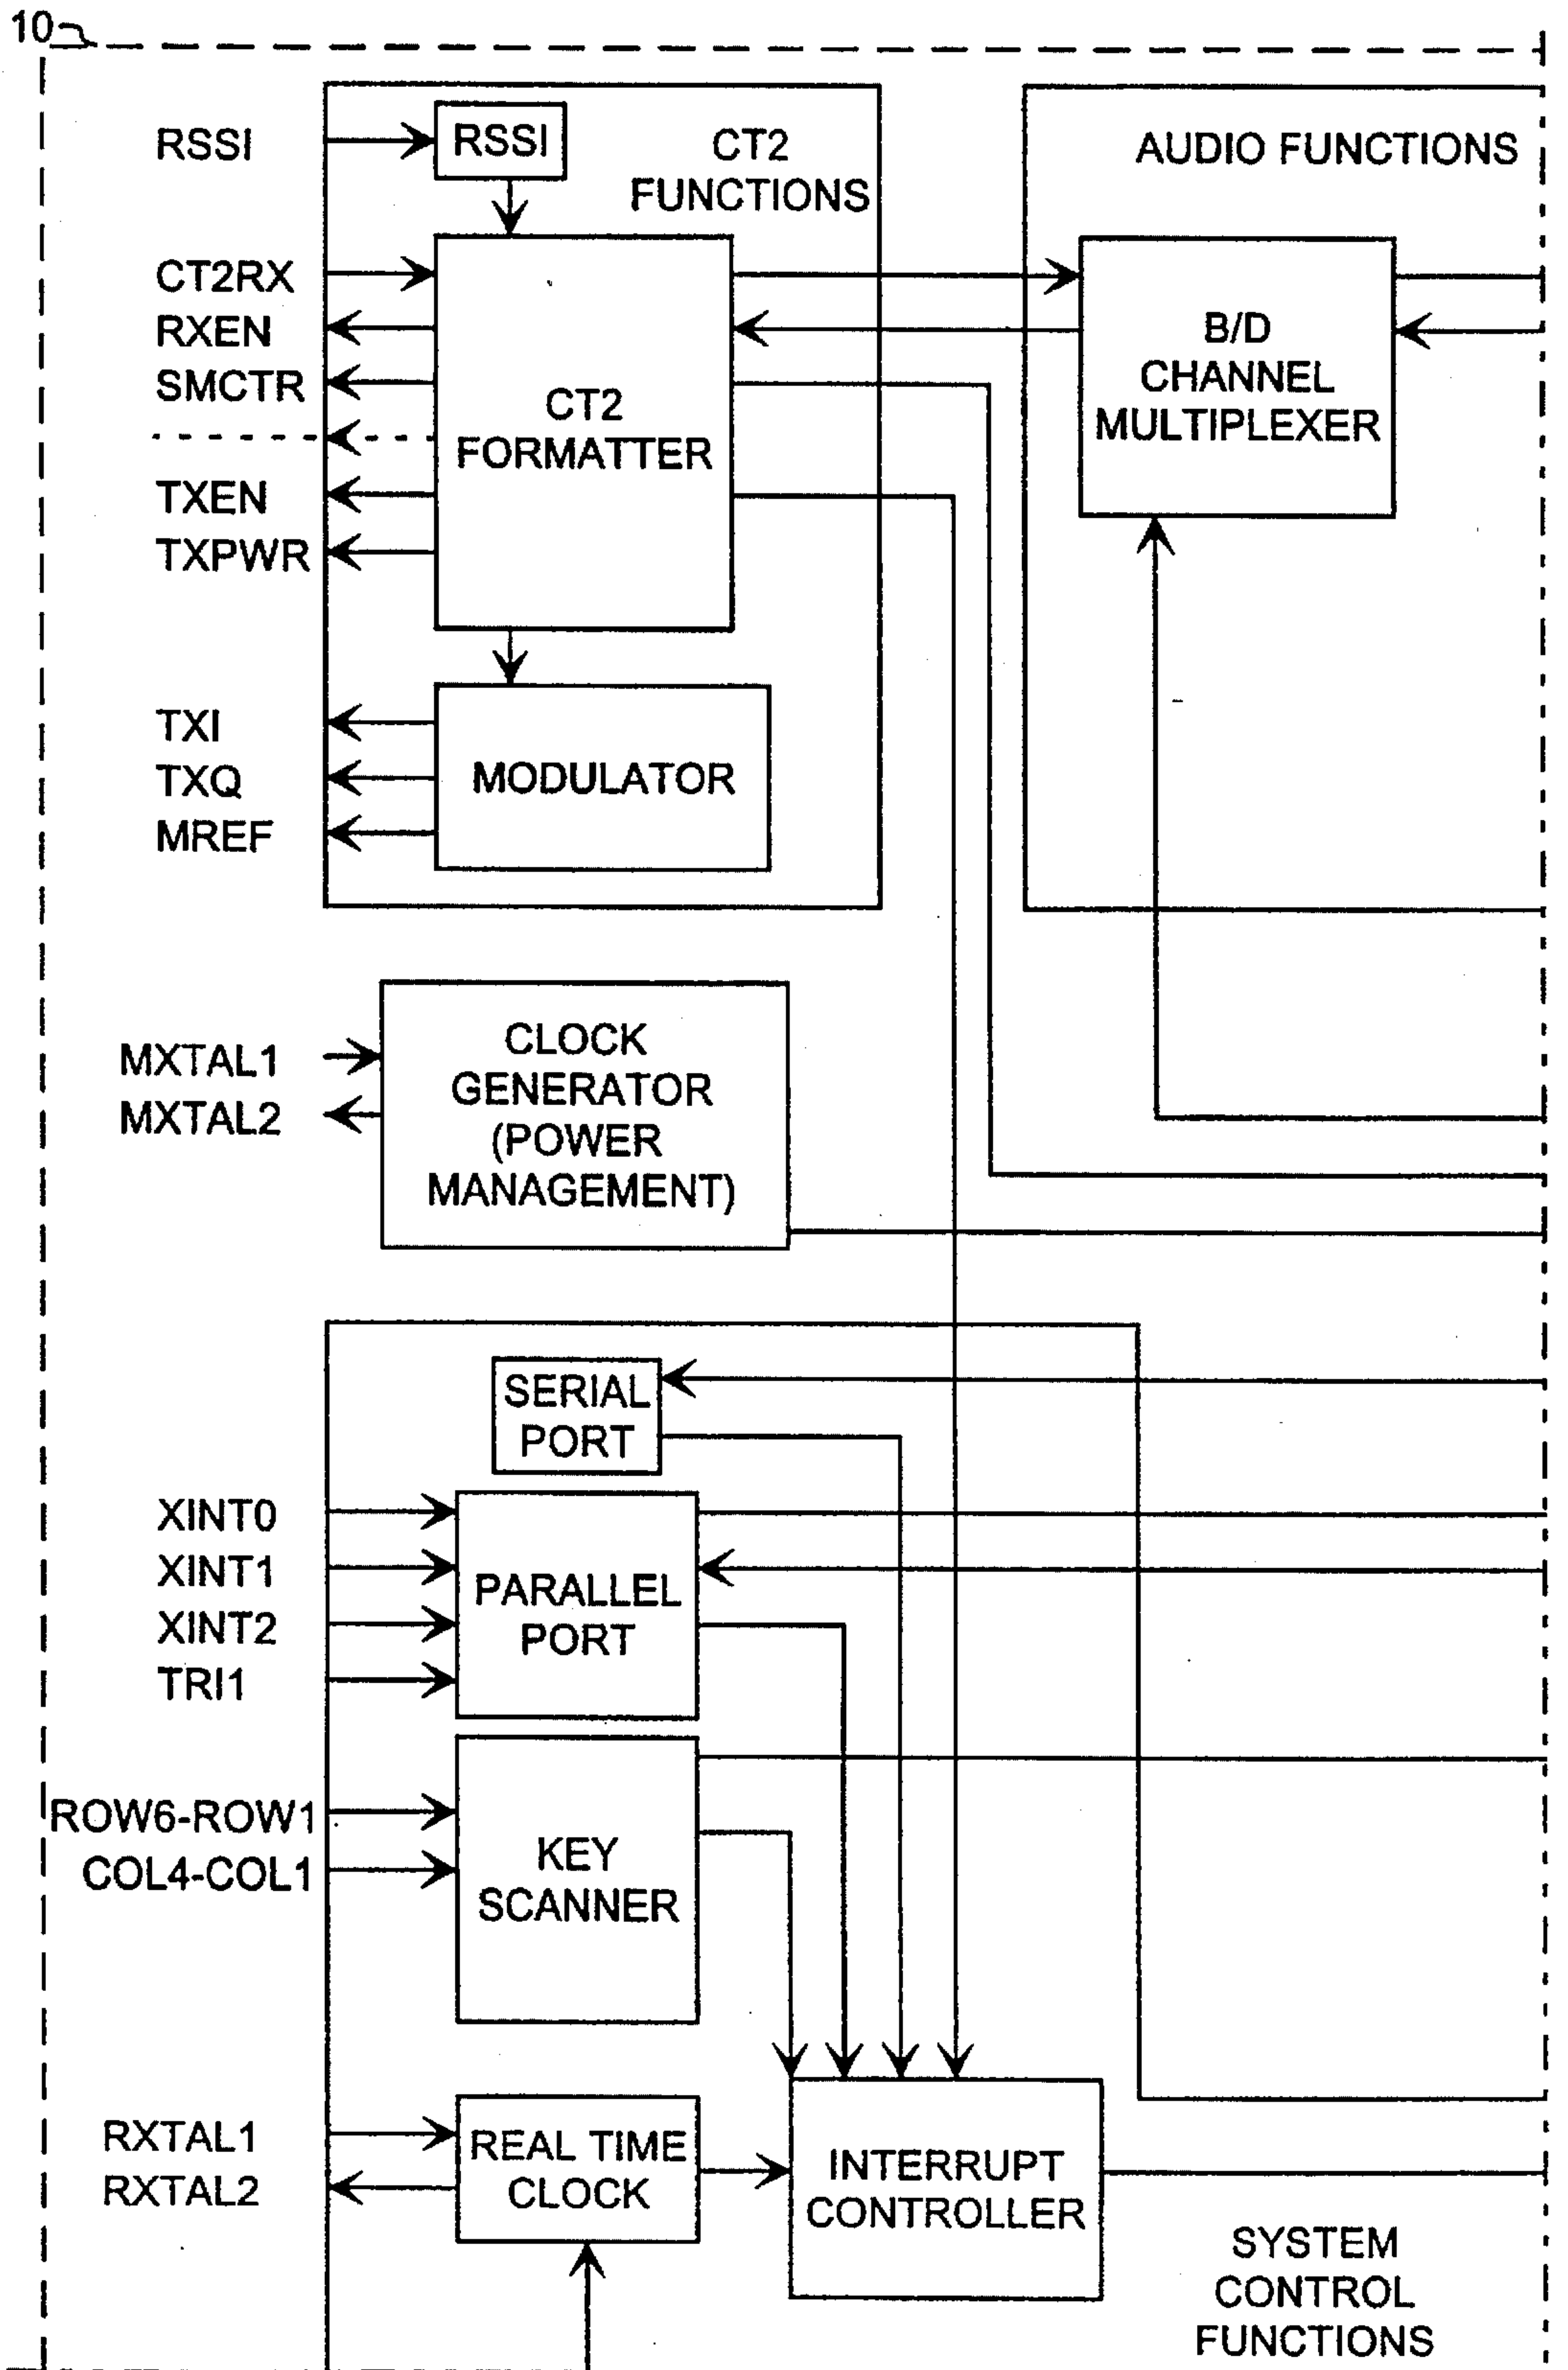 10
RSSI
RSSI
CT2
FUNCTIONS
AUDIO FUNCTIONS
CT2RX
RXEN
SMCTR
TXEN
TXPWR
CT2
FORMATTER
B/D
CHANNEL
MULTIPLEXER
TXI
TXQ
MREF
MODULATOR
MXTAL1
MXTAL2
CLOCK
GENERATOR
(POWER
MANAGEMENT)
SERIAL
PORT
XINT0
XINT1
XINT2
TRI1
PARALLEL
PORT
ROW6-ROW1
COL4-COL1
KEY
SCANNER
RXTAL1
RXTAL2
REAL TIME
CLOCK
INTERRUPT
CONTROLLER
SYSTEM
CONTROL
FUNCTIONS